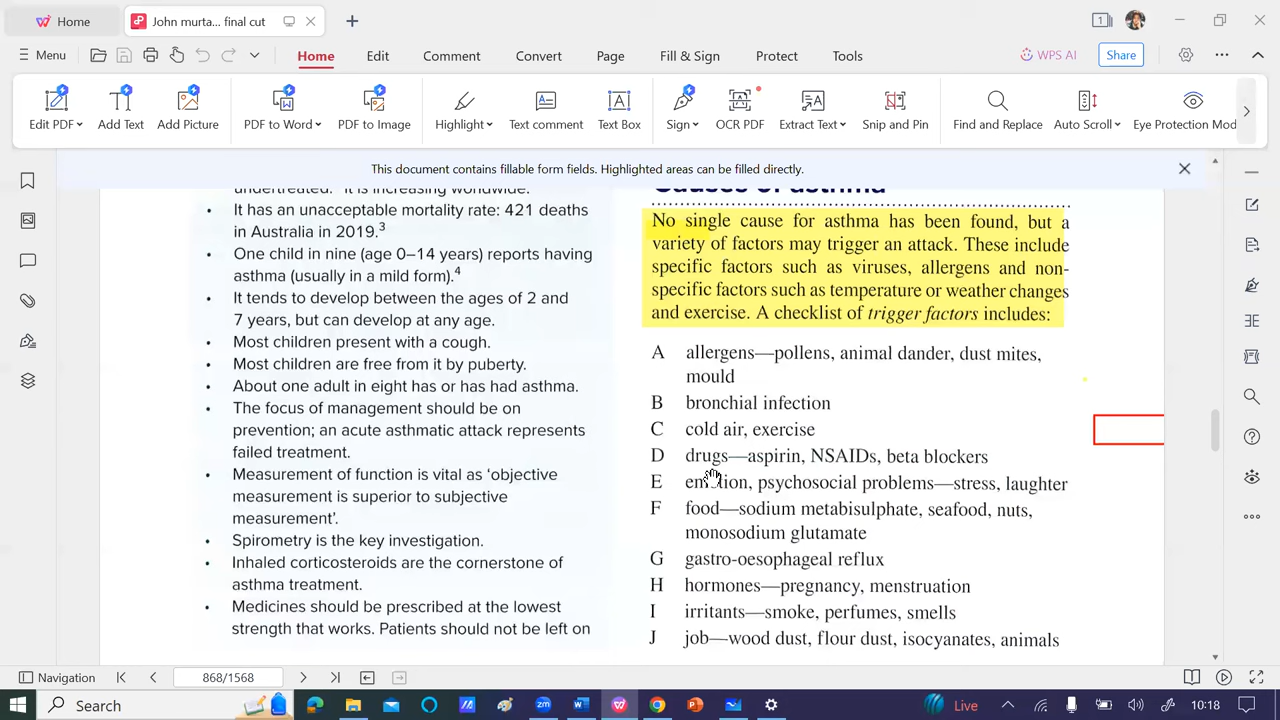 Home
John murta... final cut
1
Menu
Home
Edit
Comment
Convert
Page
Fill & Sign
Protect
Tools
WPS AI
Share
Edit PDF
Add Text
Add Picture
PDF to Word
PDF to Image
Highlight
Text comment
Text Box
Sign
OCR PDF
Extract Text
Snip and Pin
Find and Replace
Auto Scroll
Eye Protection Mod
This document contains fillable form fields. Highlighted areas can be filled directly.
undertreated. It is increasing worldwide.
• It has an unacceptable mortality rate: 421 deaths
in Australia in 2019.³
• One child in nine (age 0–14 years) reports having
asthma (usually in a mild form).⁴
• It tends to develop between the ages of 2 and
7 years, but can develop at any age.
• Most children present with a cough.
• Most children are free from it by puberty.
• About one adult in eight has or has had asthma.
• The focus of management should be on
prevention; an acute asthmatic attack represents
failed treatment.
• Measurement of function is vital as ‘objective
measurement is superior to subjective
measurement’.
• Spirometry is the key investigation.
• Inhaled corticosteroids are the cornerstone of
asthma treatment.
• Medicines should be prescribed at the lowest
strength that works. Patients should not be left on
Causes of asthma
No single cause for asthma has been found, but a
variety of factors may trigger an attack. These include
specific factors such as viruses, allergens and non-
specific factors such as temperature or weather changes
and exercise. A checklist of trigger factors includes:
A allergens—pollens, animal dander, dust mites,
mould
B bronchial infection
C cold air, exercise
D drugs—aspirin, NSAIDs, beta blockers
E emotion, psychosocial problems—stress, laughter
F food—sodium metabisulphate, seafood, nuts,
monosodium glutamate
G gastro-oesophageal reflux
H hormones—pregnancy, menstruation
I irritants—smoke, perfumes, smells
J job—wood dust, flour dust, isocyanates, animals
Navigation
868/1568
Search
Live
10:18